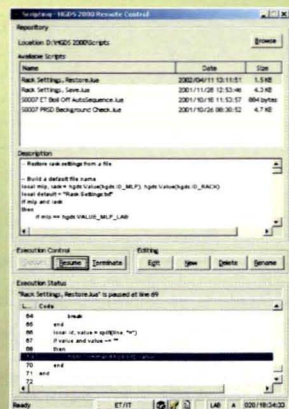 Scripting - HGDS 2000 Remote Control
Repository
Location: D:\HGDS 2000\Scripts
Browse
Available Scripts
Name Date Size
Rack Settings, Restore.lua 2002/04/11 13:11:51 1.5 KB
Rack Settings, Save.lua 2001/11/28 12:53:46 4.3 KB
S0007 ET Boil Off AutoSequence.lua 2001/10/16 11:53:57 884 bytes
S0007 PRSD Background Check.lua 2001/10/26 08:30:52 4.7 KB
Description
-- Restore rack settings from a file
-- Build a default file name
local mlp, rack = hgds.Value(hgds.ID_MLP), hgds.Value(hgds.ID_RACK)
local default = "Rack Settings.txt"
if mlp and rack
then
if mlp == hgds.VALUE_MLP_LAB
Execution Control
Resume Terminate
Editing
Edit New Delete Rename
Execution Status
"Rack Settings, Restore.lua" is paused at line 69
L... Code
64 break
65 end
66 local id, value = split(line, "=")
67 if value and value ~= ""
68 then
70 end
71 end
72
Ready ET/IT LAB A 020/18:34:33